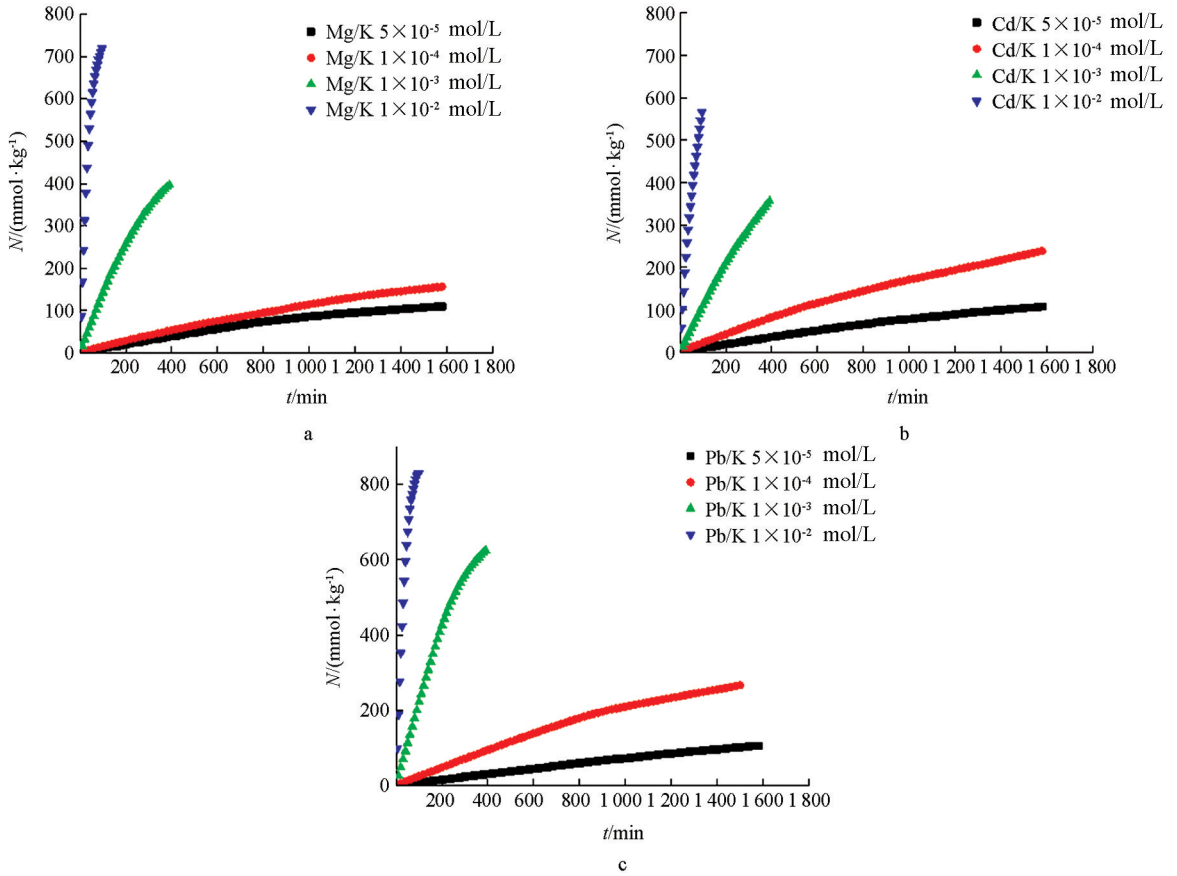 800
700
600
500
400
300
200
100
0
N/(mmol·kg⁻¹)
Mg/K 5×10⁻⁵ mol/L
Mg/K 1×10⁻⁴ mol/L
Mg/K 1×10⁻³ mol/L
Mg/K 1×10⁻² mol/L
200 400 600 800 1 000 1 200 1 400 1 600 1 800
t/min
a
800
700
600
500
400
300
200
100
0
N/(mmol·kg⁻¹)
Cd/K 5×10⁻⁵ mol/L
Cd/K 1×10⁻⁴ mol/L
Cd/K 1×10⁻³ mol/L
Cd/K 1×10⁻² mol/L
200 400 600 800 1 000 1 200 1 400 1 600 1 800
t/min
b
800
600
400
200
0
N/(mmol·kg⁻¹)
Pb/K 5×10⁻⁵ mol/L
Pb/K 1×10⁻⁴ mol/L
Pb/K 1×10⁻³ mol/L
Pb/K 1×10⁻² mol/L
200 400 600 800 1 000 1 200 1 400 1 600 1 800
t/min
c